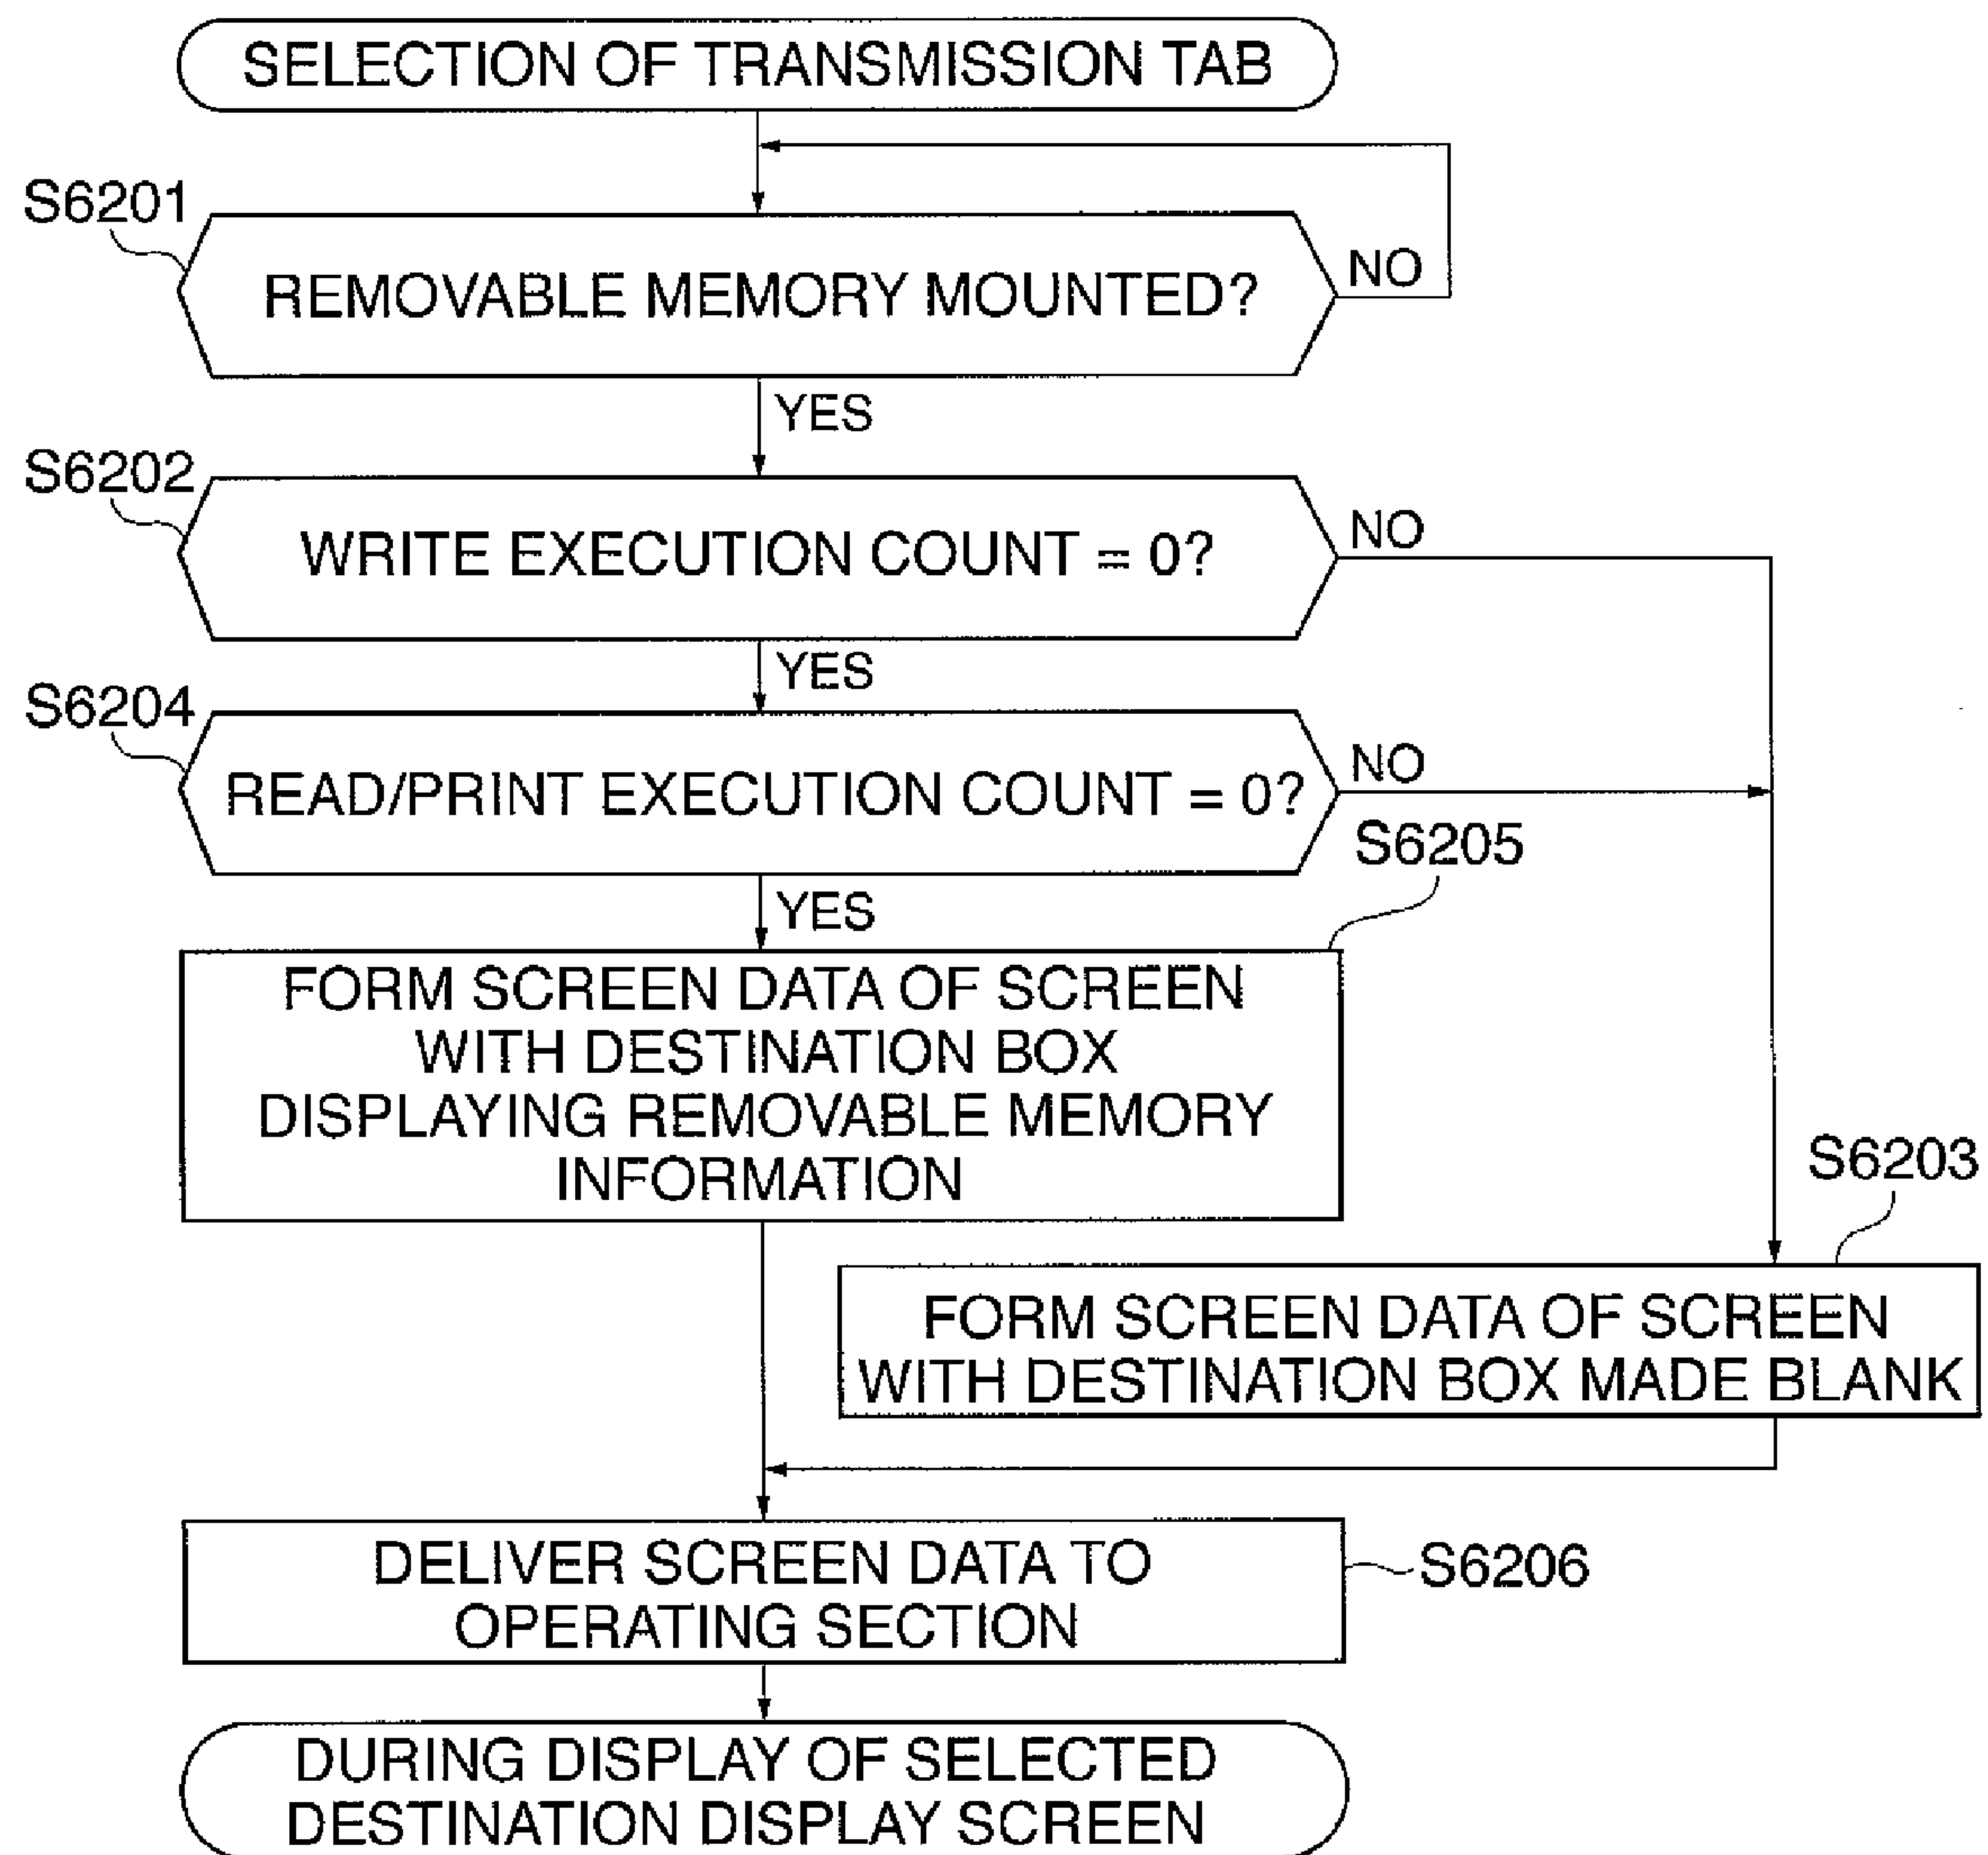 SELECTION OF TRANSMISSION TAB
S6201
REMOVABLE MEMORY MOUNTED?
NO
YES
S6202
WRITE EXECUTION COUNT = 0?
NO
YES
S6204
READ/PRINT EXECUTION COUNT = 0?
NO
YES
S6205
FORM SCREEN DATA OF SCREEN
WITH DESTINATION BOX
DISPLAYING REMOVABLE MEMORY
INFORMATION
S6203
FORM SCREEN DATA OF SCREEN
WITH DESTINATION BOX MADE BLANK
DELIVER SCREEN DATA TO
OPERATING SECTION
S6206
DURING DISPLAY OF SELECTED
DESTINATION DISPLAY SCREEN